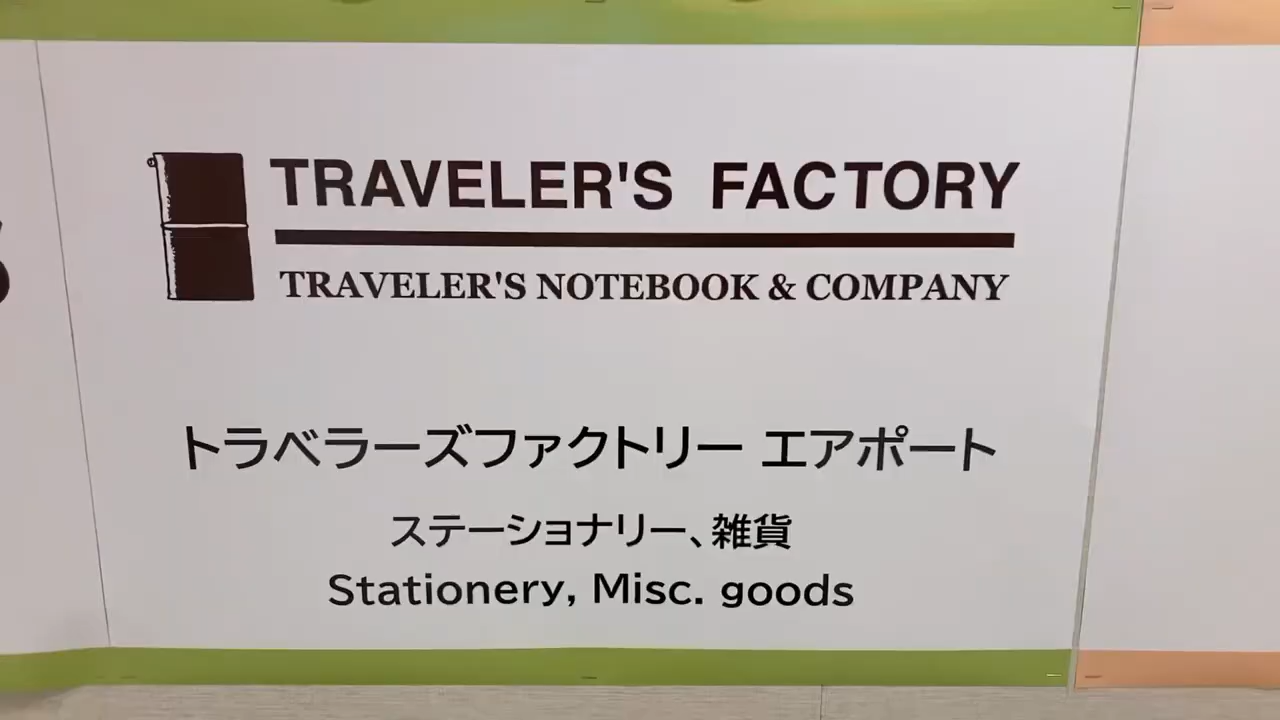 TRAVELER'S FACTORY
TRAVELER'S NOTEBOOK & COMPANY
トラベラーズファクトリー エアポート
ステーショナリー、雑貨
Stationery, Misc. goods